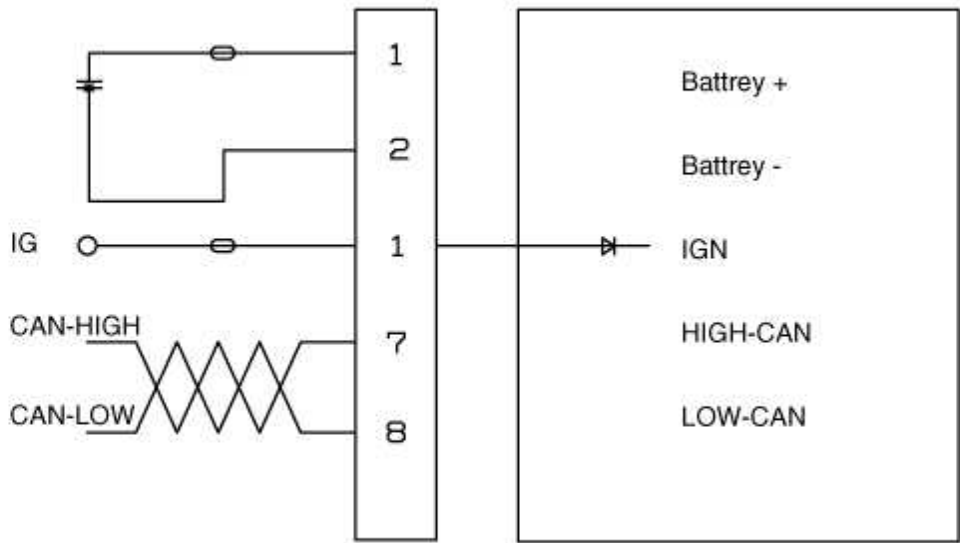 1
Battrey +
2
Battrey -
IG
1
IGN
CAN-HIGH
7
HIGH-CAN
CAN-LOW
8
LOW-CAN